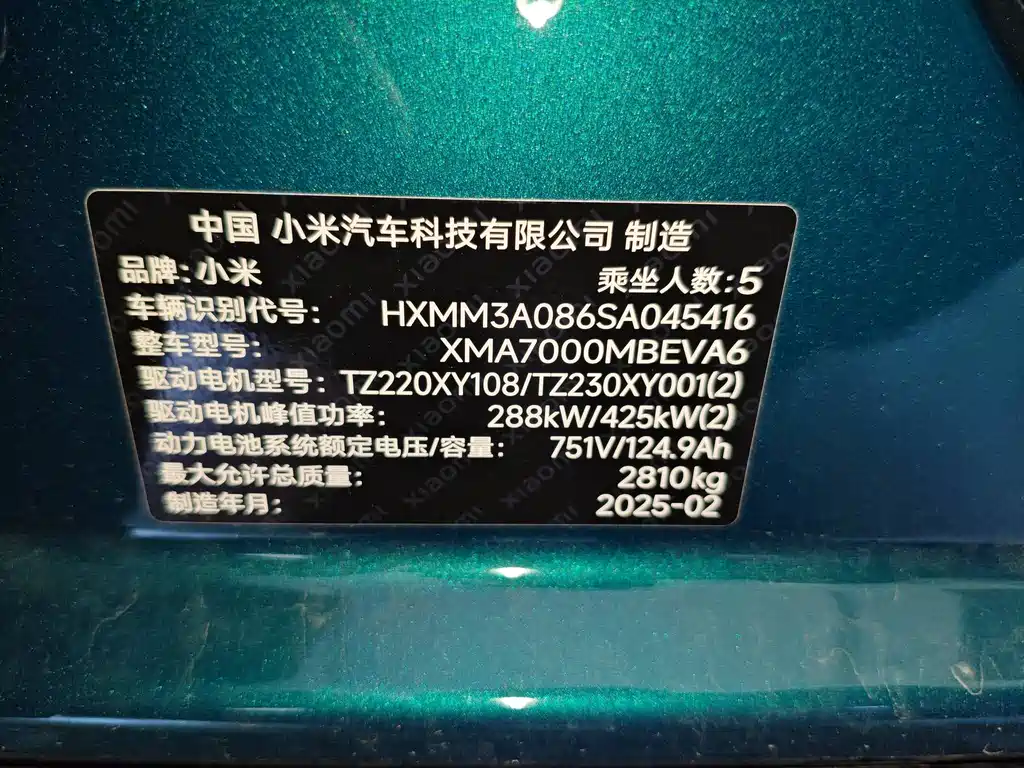 中国 小米汽车科技有限公司 制造
品牌:小米 乘坐人数:5
车辆识别代号: HXMM3A086SA045416
整车型号: XMA7000MBEVA6
驱动电机型号: TZ220XY108/TZ230XY001(2)
驱动电机峰值功率: 288kW/425kW(2)
动力电池系统额定电压/容量: 751V/124.9Ah
最大允许总质量: 2810kg
制造年月: 2025-02